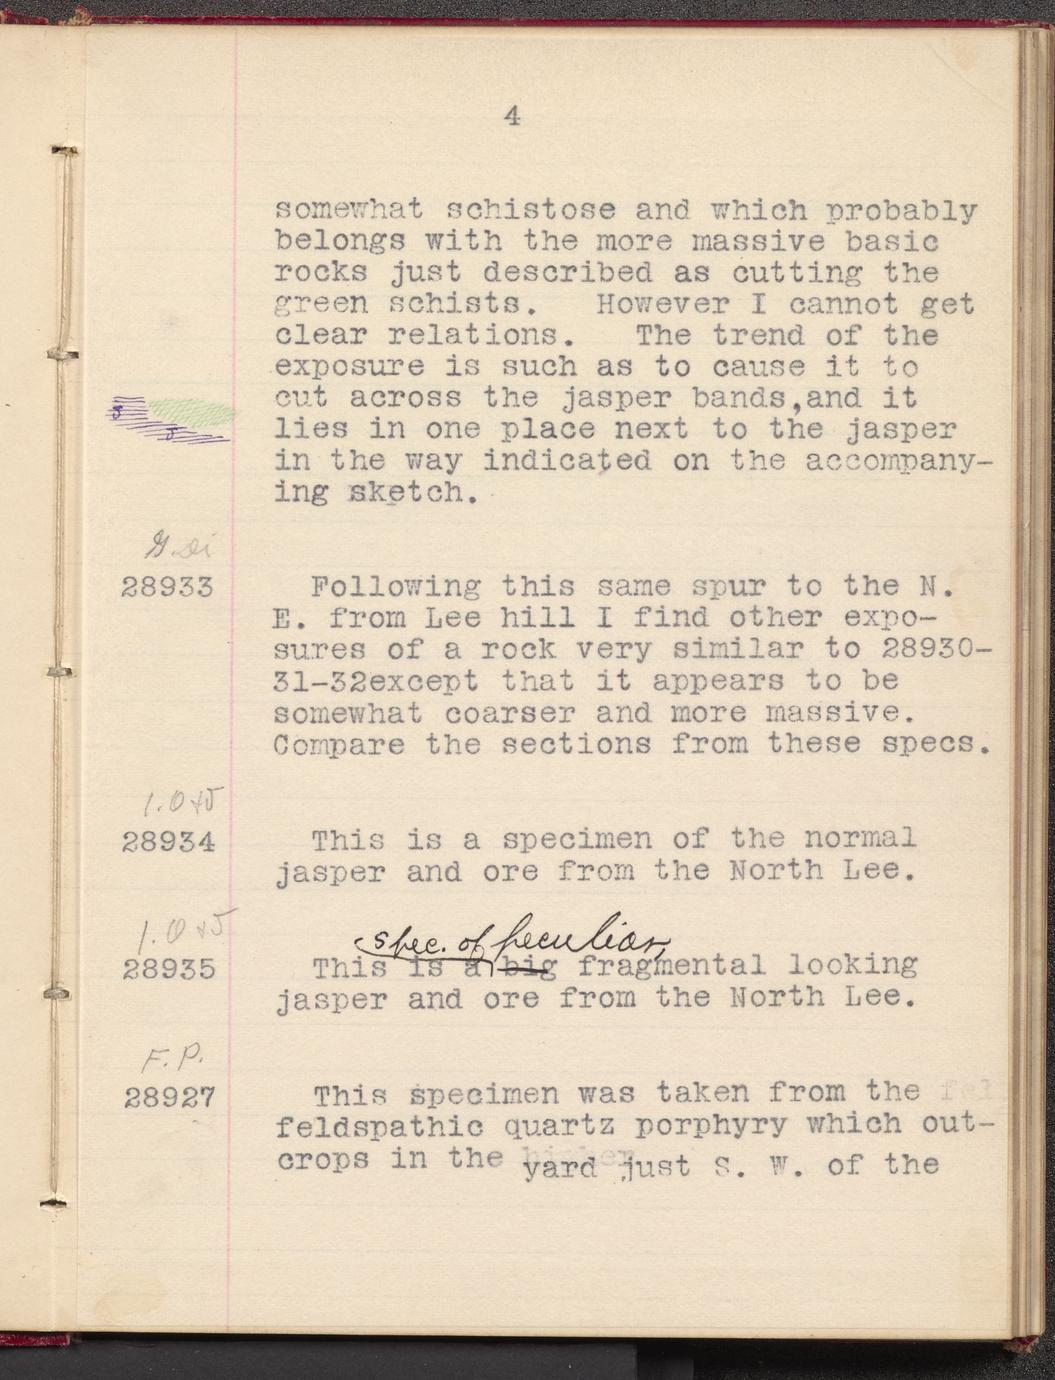 4
somewhat schistose and which probably
belongs with the more massive basic
rocks just described as cutting the
green schists. However I cannot get
clear relations. The trend of the
exposure is such as to cause it to
cut across the jasper bands,and it
lies in one place next to the jasper
in the way indicated on the accompany-
ing sketch.
28933 Following this same spur to the N.
E. from Lee hill I find other expo-
sures of a rock very similar to 28930-
31-32except that it appears to be
somewhat coarser and more massive.
Compare the sections from these specs.
28934 This is a specimen of the normal
jasper and ore from the North Lee.
spec. of peculiar
28935 This is a big fragmental looking
jasper and ore from the North Lee.
F. P.
28927 This specimen was taken from the
feldspathic quartz porphyry which out-
crops in the yard just S. W. of the